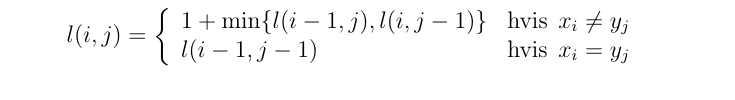 l(i, j) = { 1 + min{l(i − 1, j), l(i, j − 1)} hvis x_i ≠ y_j
l(i − 1, j − 1) hvis x_i = y_j